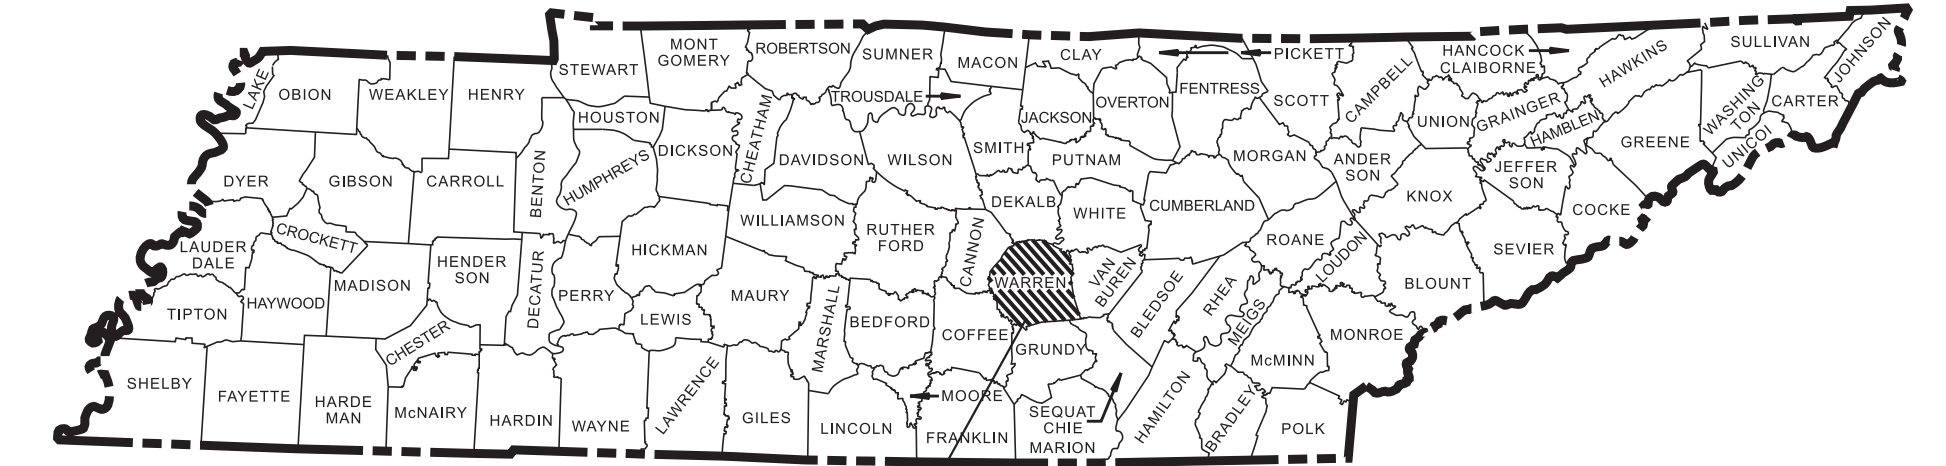 LAKE
OBION
WEAKLEY
HENRY
STEWART
MONT
GOMERY
ROBERTSON
SUMNER
MACON
CLAY
PICKETT
HANCOCK
CLAIBORNE
HAWKINS
SULLIVAN
JOHNSON
HOUSTON
CHEATHAM
TROUSDALE
JACKSON
OVERTON
FENTRESS
SCOTT
CAMPBELL
UNION
GRAINGER
HAMBLEN
GREENE
WASHING
TON
UNICOI
CARTER
DYER
GIBSON
CARROLL
BENTON
HUMPHREYS
DICKSON
DAVIDSON
WILSON
SMITH
PUTNAM
MORGAN
ANDER
SON
KNOX
JEFFER
SON
COCKE
LAUDER
DALE
CROCKETT
HENDER
SON
DECATUR
HICKMAN
WILLIAMSON
RUTHER
FORD
CANNON
DEKALB
WHITE
CUMBERLAND
ROANE
LOUDON
SEVIER
TIPTON
HAYWOOD
MADISON
PERRY
LEWIS
MAURY
MARSHALL
BEDFORD
COFFEE
WARREN
VAN
BUREN
BLEDSOE
RHEA
MEIGS
MONROE
BLOUNT
SHELBY
FAYETTE
HARDE
MAN
CHESTER
McNAIRY
HARDIN
WAYNE
LAWRENCE
GILES
LINCOLN
MOORE
FRANKLIN
GRUNDY
SEQUAT
CHIE
MARION
HAMILTON
BRADLEY
McMINN
POLK